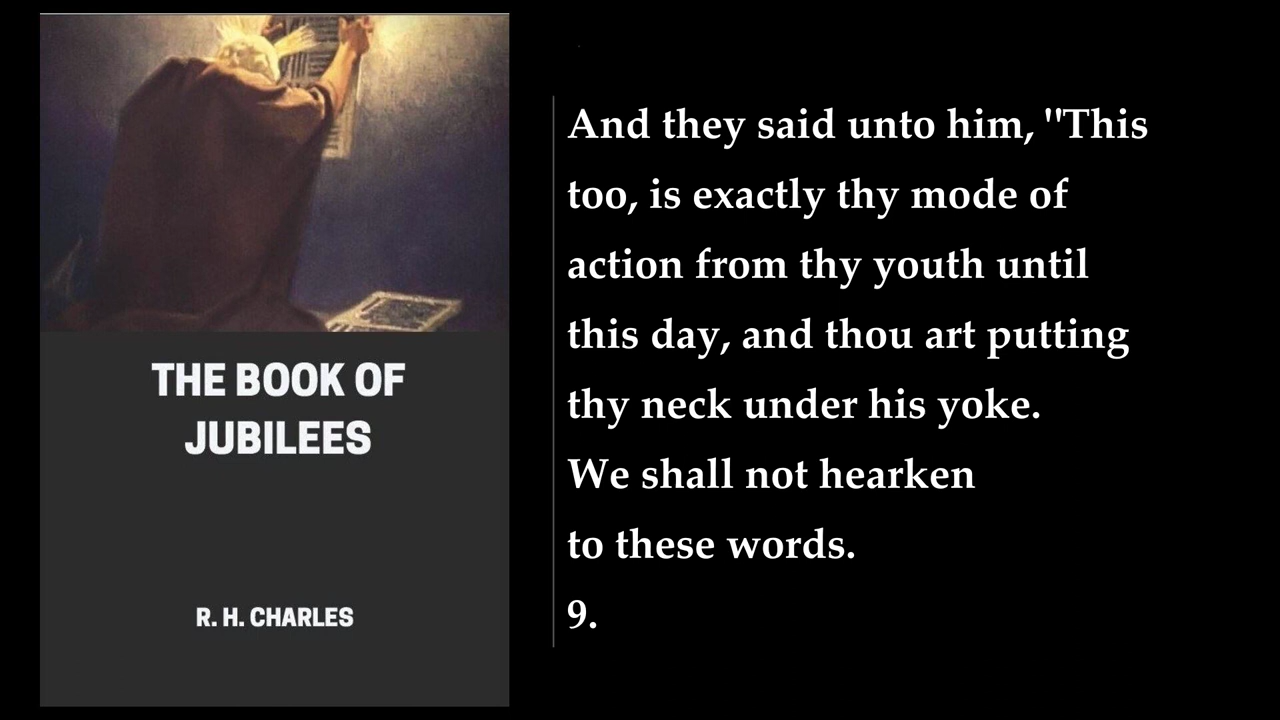 THE BOOK OF
JUBILEES
R. H. CHARLES
And they said unto him, "This
too, is exactly thy mode of
action from thy youth until
this day, and thou art putting
thy neck under his yoke.
We shall not hearken
to these words.
9.